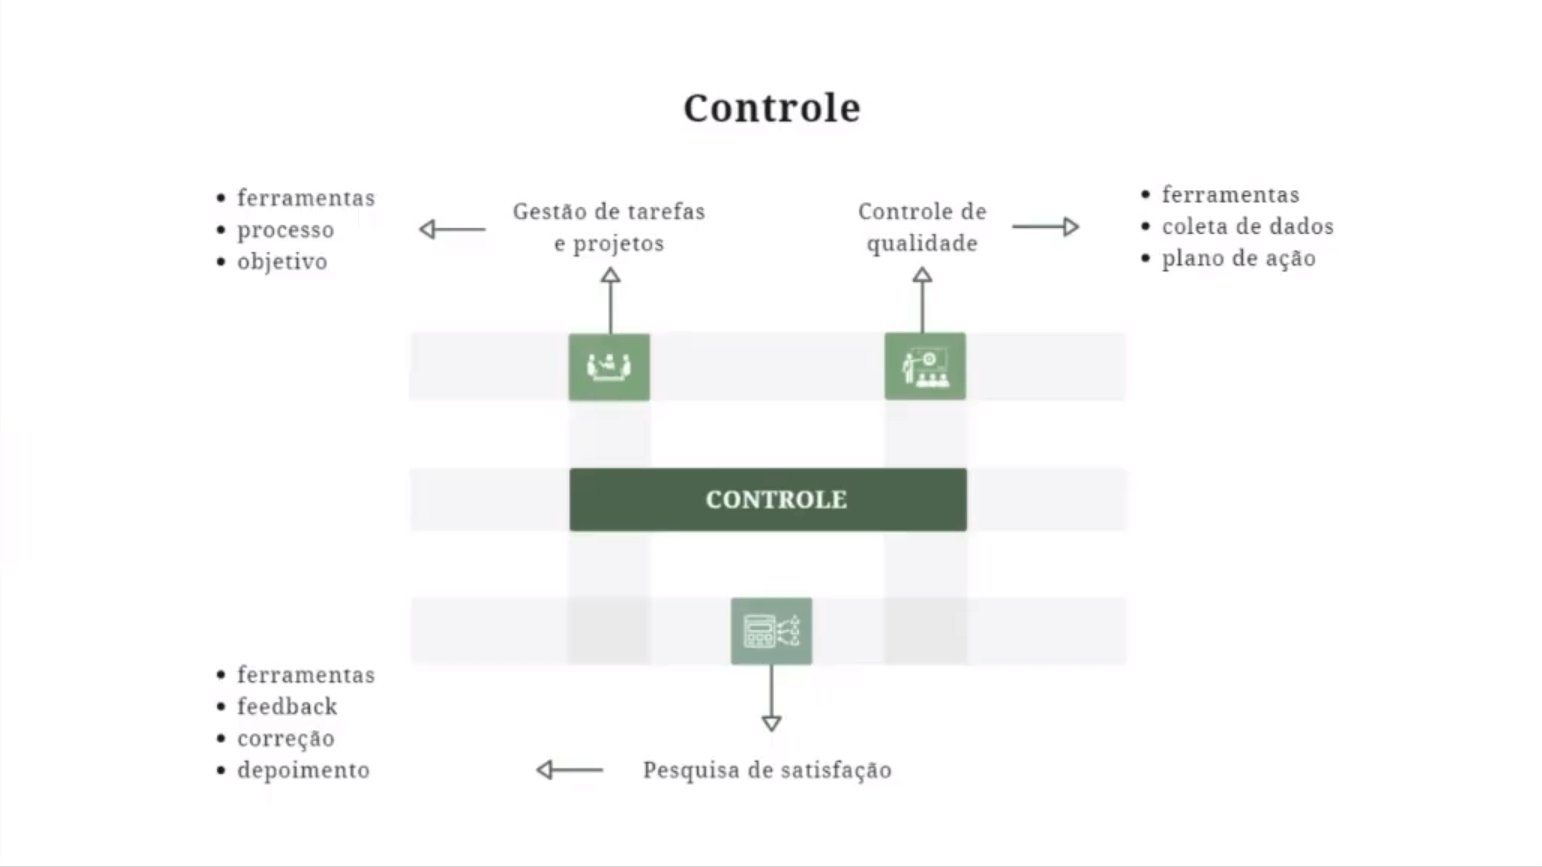 Controle
ferramentas
processo
objetivo
Gestão de tarefas
e projetos
Controle de
qualidade
ferramentas
coleta de dados
plano de ação
CONTROLE
ferramentas
feedback
correção
depoimento
Pesquisa de satisfação